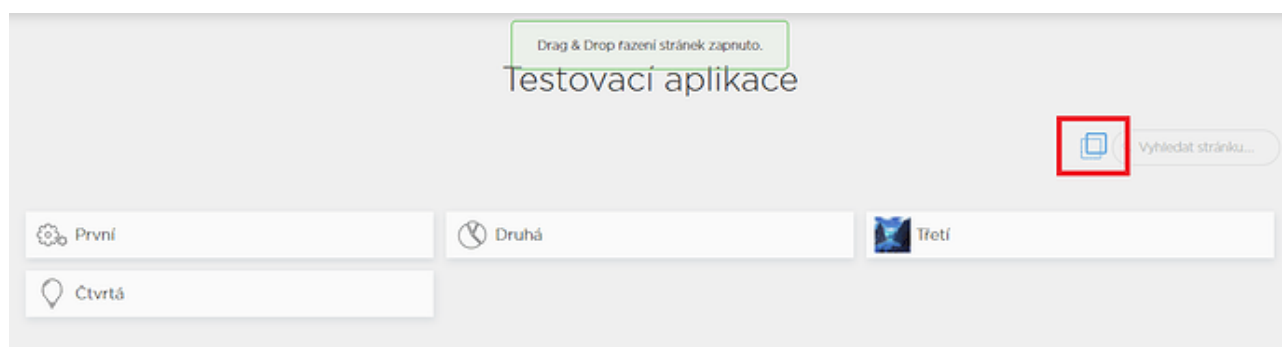 Drag & Drop řazení stránek zapnuto.
Testovací aplikace
Vyhledat stránku...
První
Druhá
Třetí
Čtvrtá